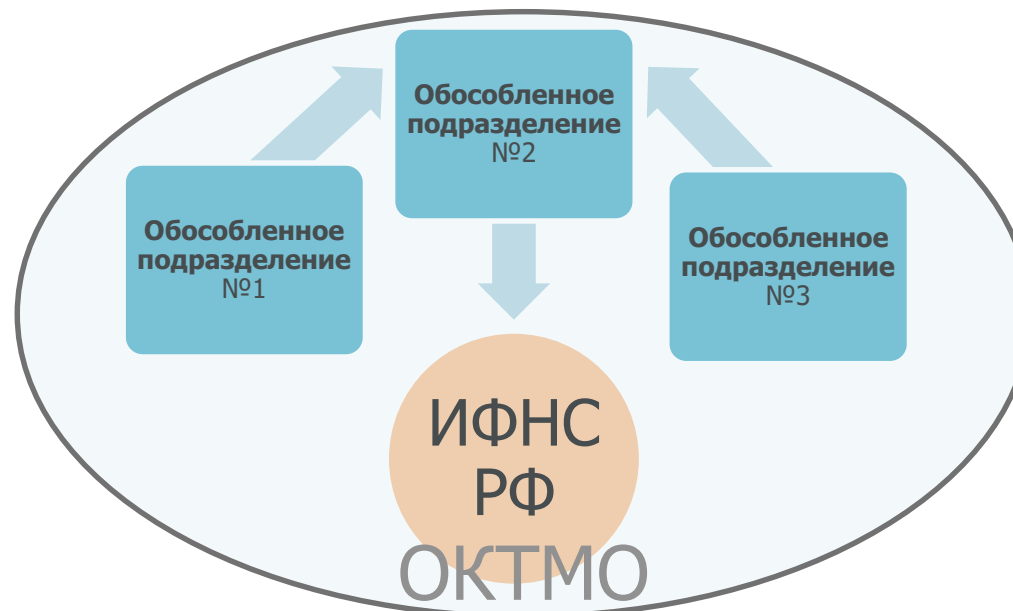 Обособленное
подразделение
№2
Обособленное
подразделение
№1
Обособленное
подразделение
№3
ИФНС
РФ
ОКТМО